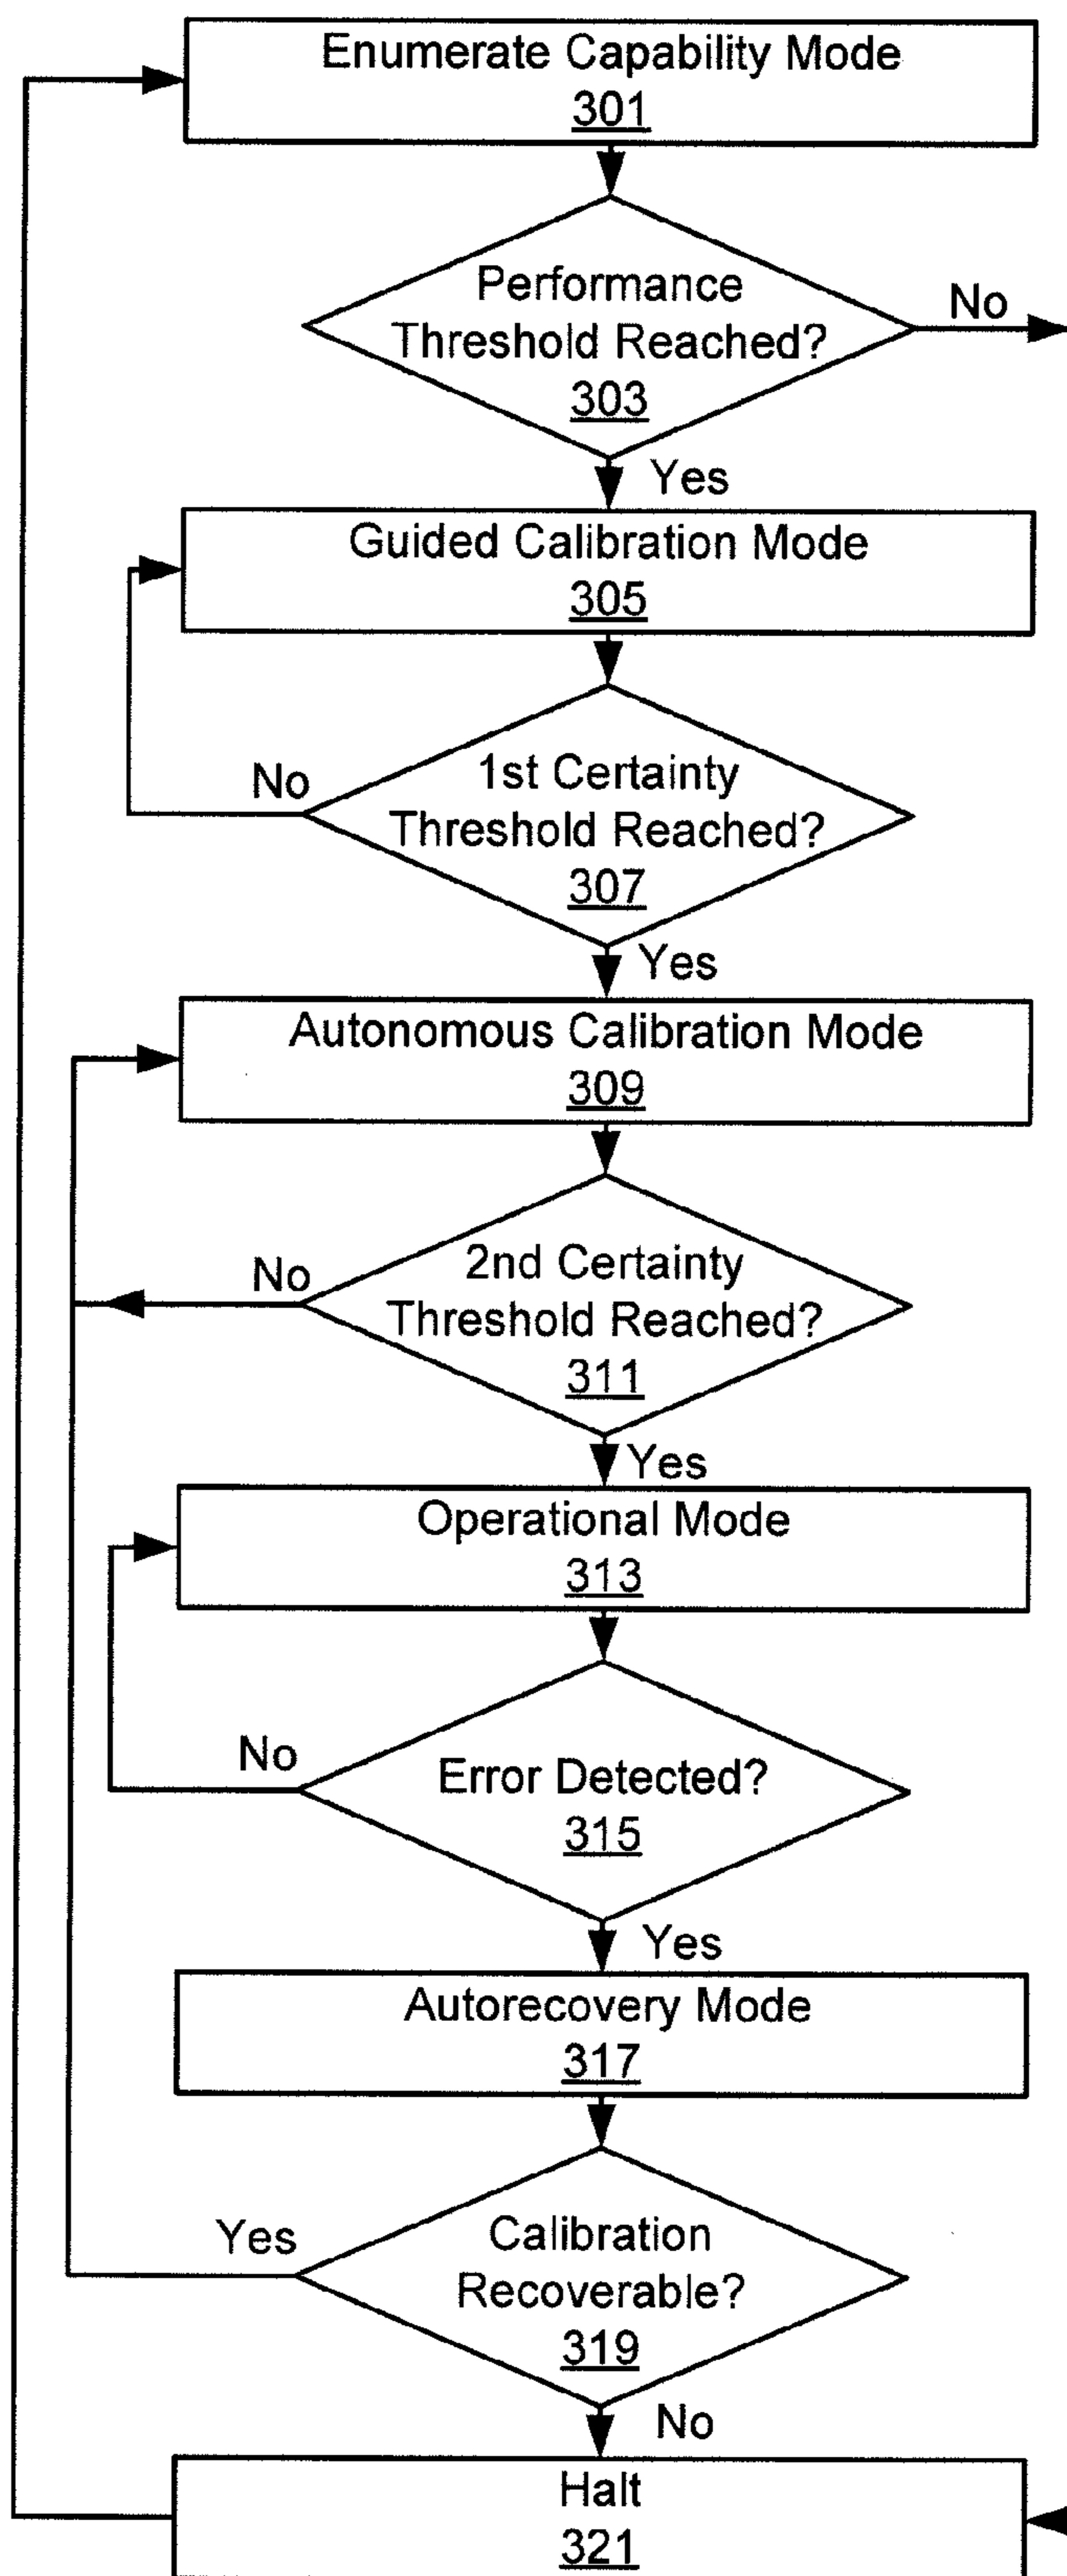 Enumerate Capability Mode
301
Performance
Threshold Reached?
303
No
Yes
Guided Calibration Mode
305
No
1st Certainty
Threshold Reached?
307
Yes
Autonomous Calibration Mode
309
No
2nd Certainty
Threshold Reached?
311
Yes
Operational Mode
313
No
Error Detected?
315
Yes
Autorecovery Mode
317
Yes
Calibration
Recoverable?
319
No
Halt
321